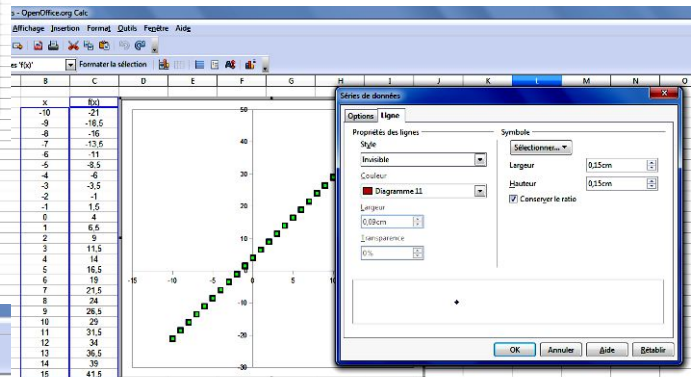 - OpenOffice.org Calc
Affichage Insertion Format Outils Fenêtre Aide
es 'f(x)' Formater la sélection
B C D E F G H I J K L M N O
x f(x)
-10 -21
-9 -18,5
-8 -16
-7 -13,5
-6 -11
-5 -8,5
-4 -6
-3 -3,5
-2 -1
-1 1,5
0 4
1 6,5
2 9
3 11,5
4 14
5 16,5
6 19
7 21,5
8 24
9 26,5
10 29
11 31,5
12 34
13 36,5
14 39
15 41,5
50
40
30
20
10
-15 -10 -5 0 5 10
-10
-20
-30
Séries de données
Options Ligne
Propriétés des lignes
Style
Invisible
Couleur
Diagramme 11
Largeur
0,09cm
Transparence
0%
Symbole
Sélectionner...
Largeur 0,15cm
Hauteur 0,15cm
Conserver le ratio
OK Annuler Aide Rétablir